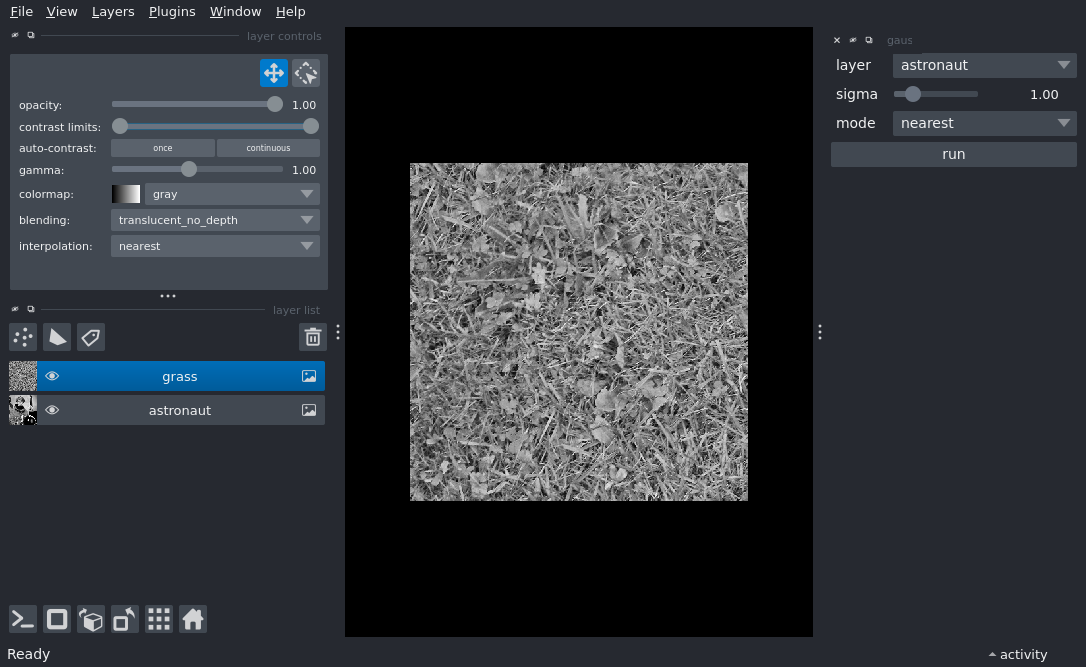 File View Layers Plugins Window Help
layer controls
opacity: 1.00
contrast limits:
auto-contrast: once continuous
gamma: 1.00
colormap: gray
blending: translucent_no_depth
interpolation: nearest
layer list
grass
astronaut
gaus
layer astronaut
sigma 1.00
mode nearest
run
Ready
activity